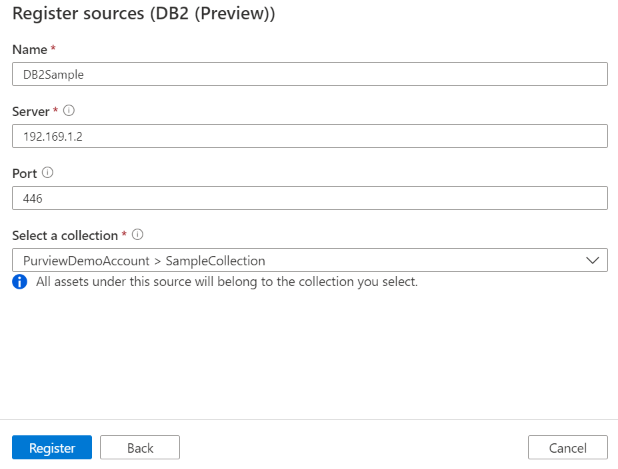 Register sources (DB2 (Preview))
Name *
DB2Sample
Server *
192.169.1.2
Port
446
Select a collection *
PurviewDemoAccount > SampleCollection
All assets under this source will belong to the collection you select.
Register Back Cancel